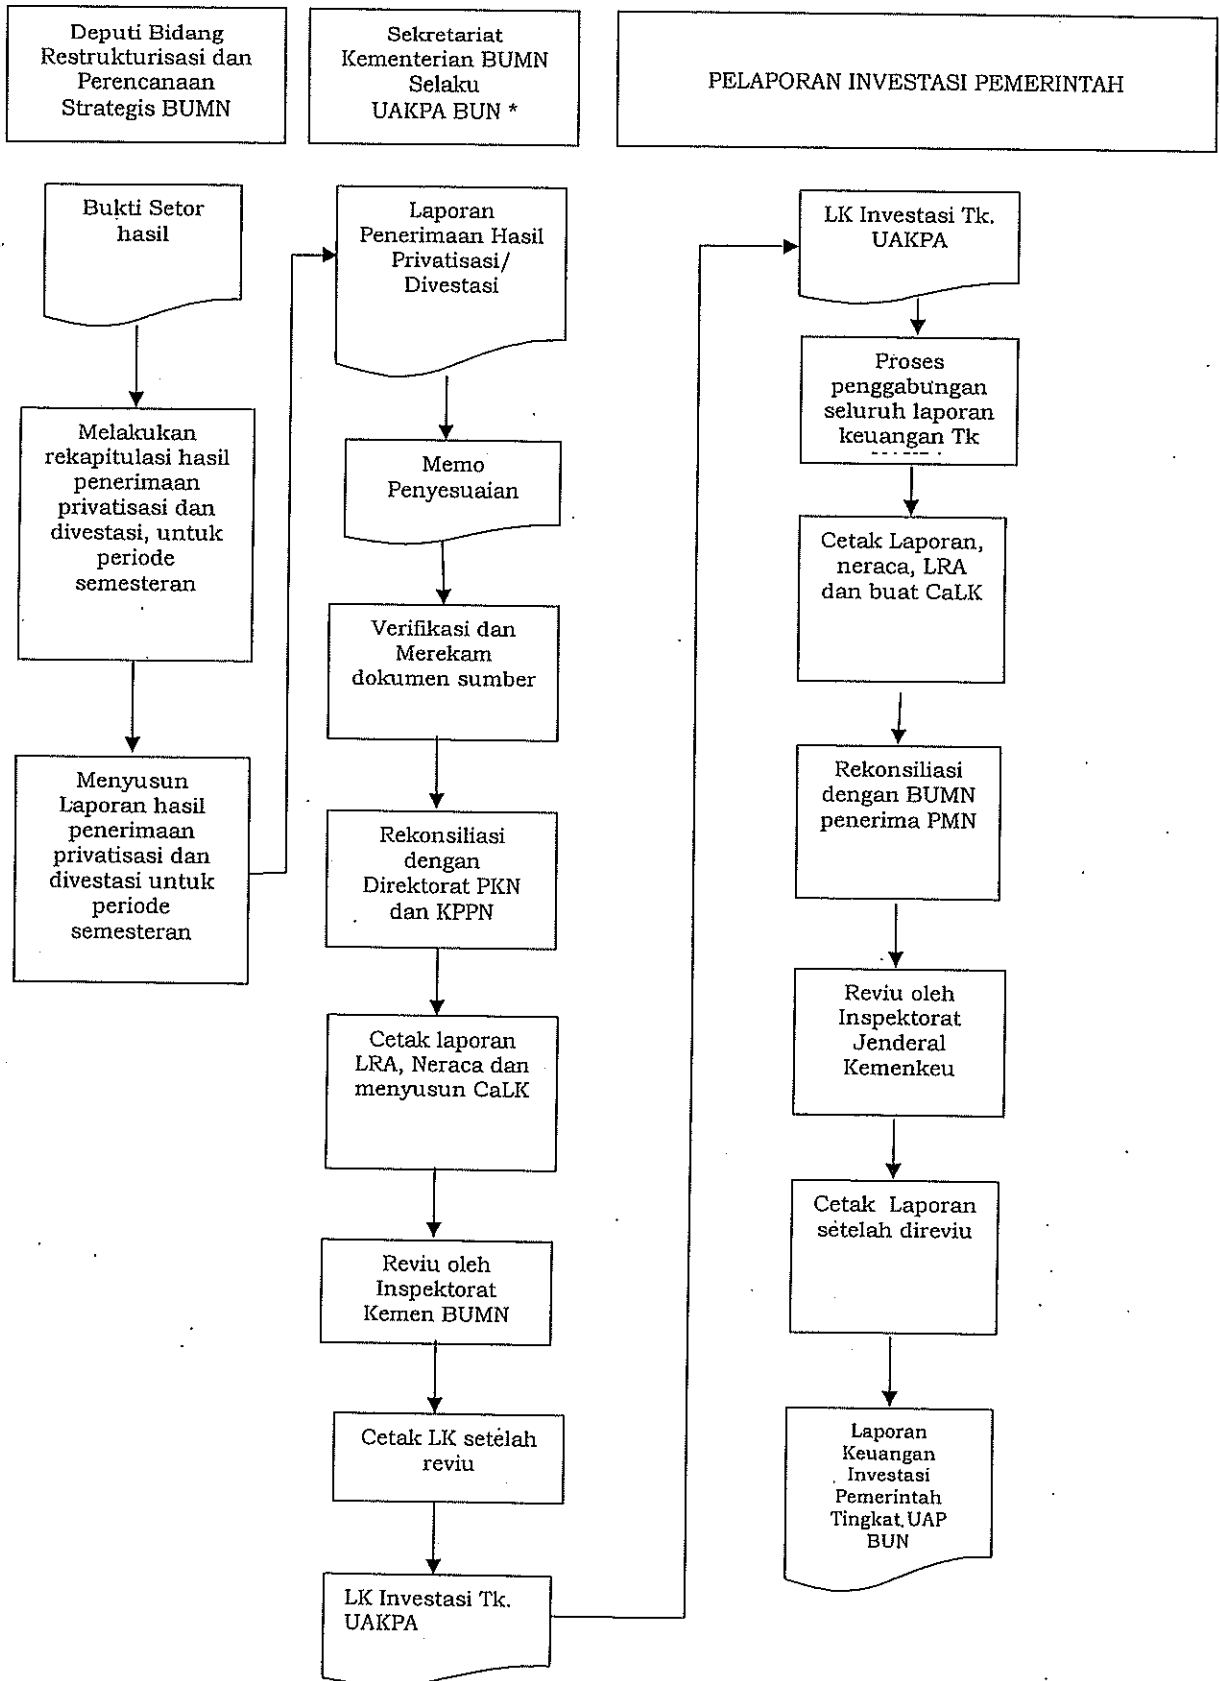 Deputi Bidang
Restrukturisasi dan
Perencanaan
Strategis BUMN
Sekretariat
Kementerian BUMN
Selaku
UAKPA BUN *
PELAPORAN INVESTASI PEMERINTAH
Bukti Setor
hasil
Melakukan
rekapitulasi hasil
penerimaan
privatisasi dan
divestasi, untuk
periode
semesteran
Menyusun
Laporan hasil
penerimaan
privatisasi dan
divestasi untuk
periode
semesteran
Laporan
Penerimaan Hasil
Privatisasi/
Divestasi
Memo
Penyesuaian
Verifikasi dan
Merekam
dokumen sumber
Rekonsiliasi
dengan
Direktorat PKN
dan KPPN
Cetak laporan
LRA, Neraca dan
menyusun CaLK
Reviu oleh
Inspektorat
Kemen BUMN
Cetak LK setelah
reviu
LK Investasi Tk.
UAKPA
LK Investasi Tk.
UAKPA
Proses
penggabungan
seluruh laporan
keuangan Tk
Cetak Laporan,
neraca, LRA
dan buat CaLK
Rekonsiliasi
dengan BUMN
penerima PMN
Reviu oleh
Inspektorat
Jenderal
Kemenkeu
Cetak Laporan
setelah direviu
Laporan
Keuangan
Investasi
Pemerintah
Tingkat UAP
BUN